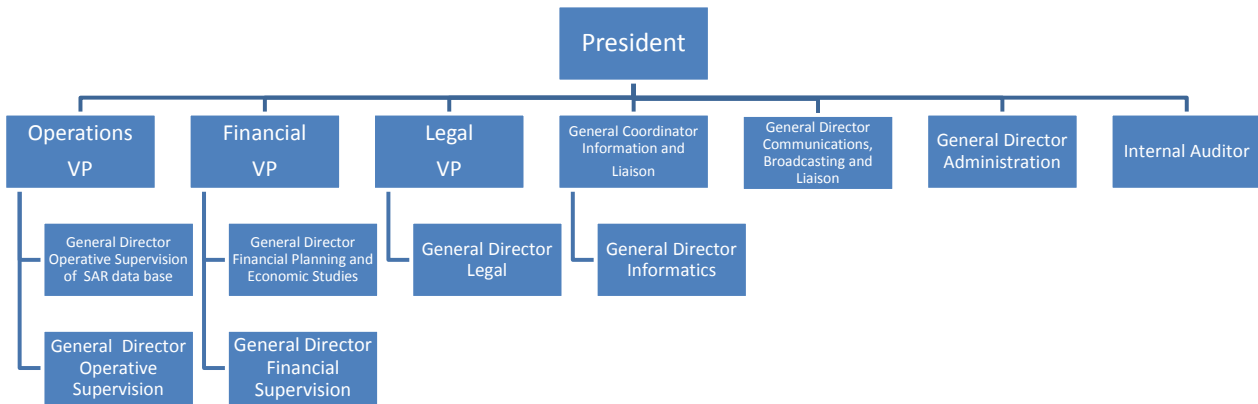 President
Operations
VP
Financial
VP
Legal
VP
General Coordinator
Information and
Liaison
General Director
Communications,
Broadcasting and
Liaison
General Director
Administration
Internal Auditor
General Director
Operative Supervision
of SAR data base
General Director
Financial Planning and
Economic Studies
General Director
Legal
General Director
Informatics
General Director
Operative
Supervision
General Director
Financial
Supervision